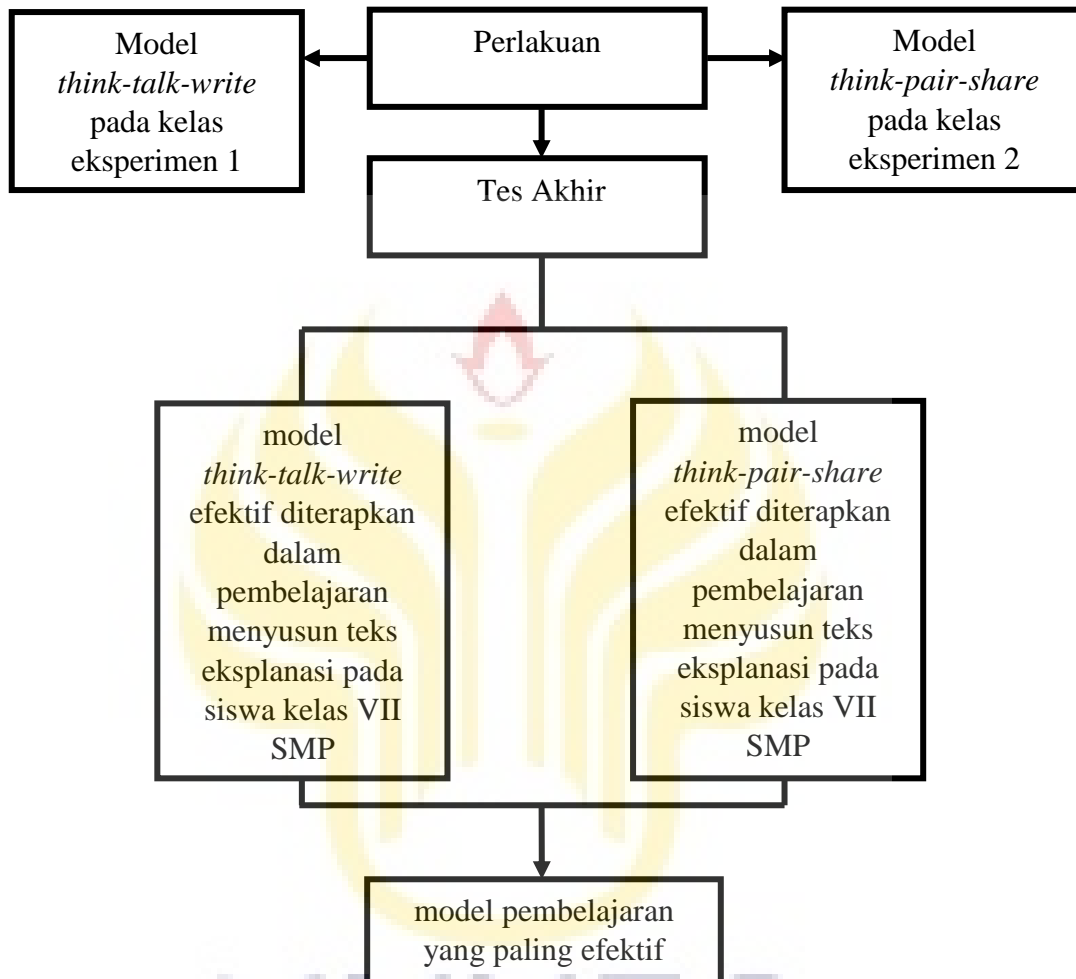 Model
think-talk-write
pada kelas
eksperimen 1
Perlakuan
Model
think-pair-share
pada kelas
eksperimen 2
Tes Akhir
model
think-talk-write
efektif diterapkan
dalam
pembelajaran
menyusun teks
eksplanasi pada
siswa kelas VII
SMP
model
think-pair-share
efektif diterapkan
dalam
pembelajaran
menyusun teks
eksplanasi pada
siswa kelas VII
SMP
model pembelajaran
yang paling efektif